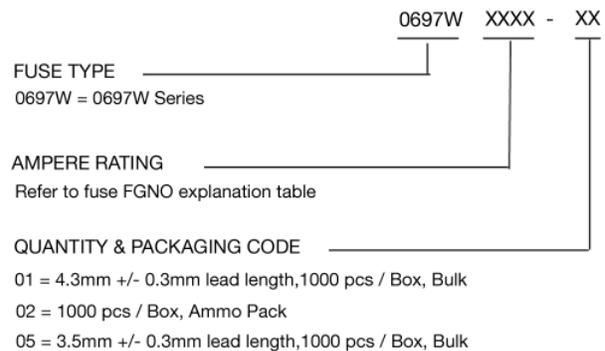 0697W XXXX - XX
FUSE TYPE
0697W = 0697W Series
AMPERE RATING
Refer to fuse FGNO explanation table
QUANTITY & PACKAGING CODE
01 = 4.3mm +/- 0.3mm lead length,1000 pcs / Box, Bulk
02 = 1000 pcs / Box, Ammo Pack
05 = 3.5mm +/- 0.3mm lead length,1000 pcs / Box, Bulk